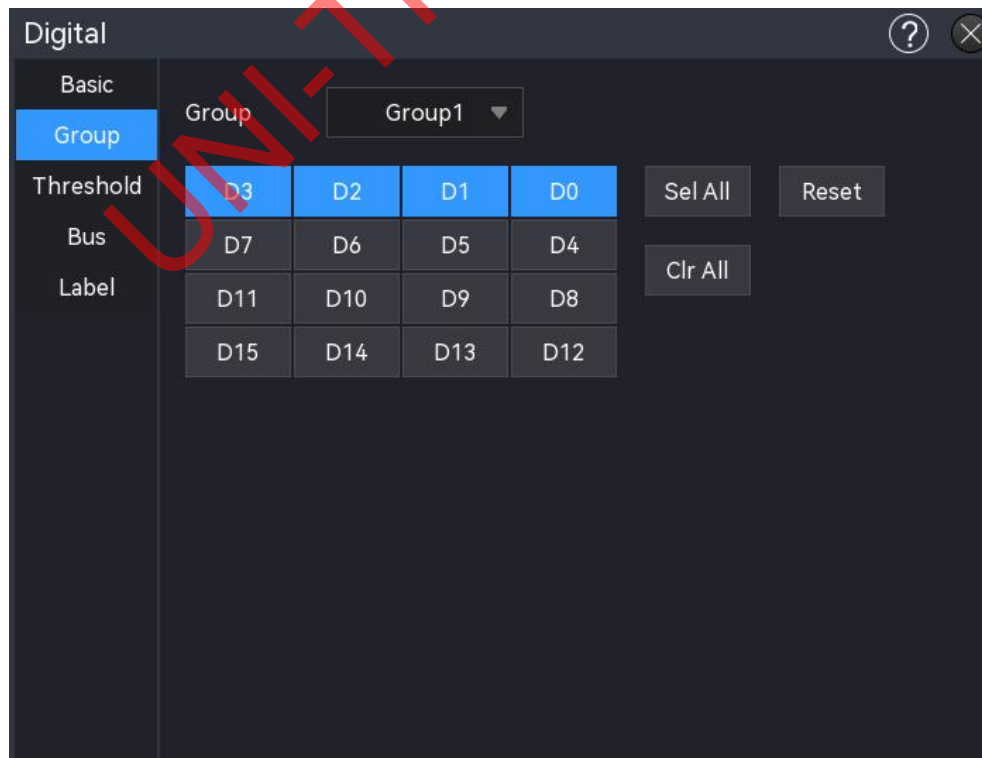 Digital ?
Basic
Group
Threshold
Bus
Label
Group Group1
D3 D2 D1 D0 Sel All Reset
D7 D6 D5 D4 Clr All
D11 D10 D9 D8
D15 D14 D13 D12
UNI-T